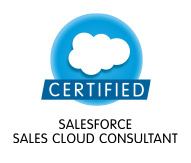 CERTIFIED
SALESFORCE
SALES CLOUD CONSULTANT